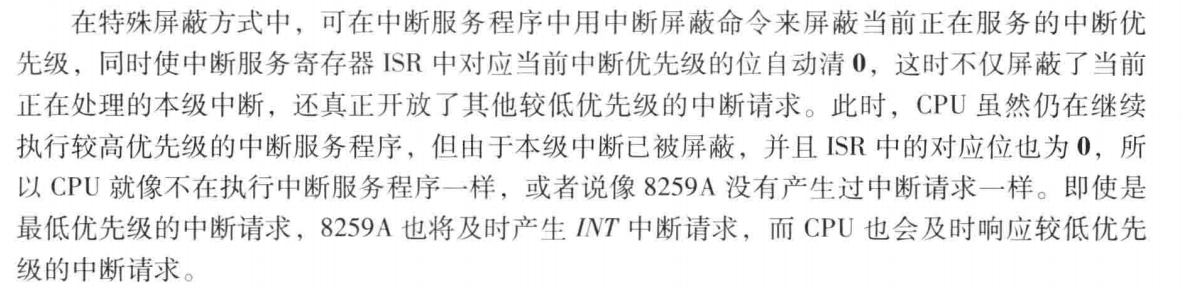 在特殊屏蔽方式中，可在中断服务程序中用中断屏蔽命令来屏蔽当前正在服务的中断优
先级，同时使中断服务寄存器 ISR 中对应当前中断优先级的位自动清 0，这时不仅屏蔽了当前
正在处理的本级中断，还真正开放了其他较低优先级的中断请求。此时，CPU 虽然仍在继续
执行较高优先级的中断服务程序，但由于本级中断已被屏蔽，并且 ISR 中的对应位也为 0，所
以 CPU 就像不在执行中断服务程序一样，或者说像 8259A 没有产生过中断请求一样。即使是
最低优先级的中断请求，8259A 也将及时产生 INT 中断请求，而 CPU 也会及时响应较低优先
级的中断请求。